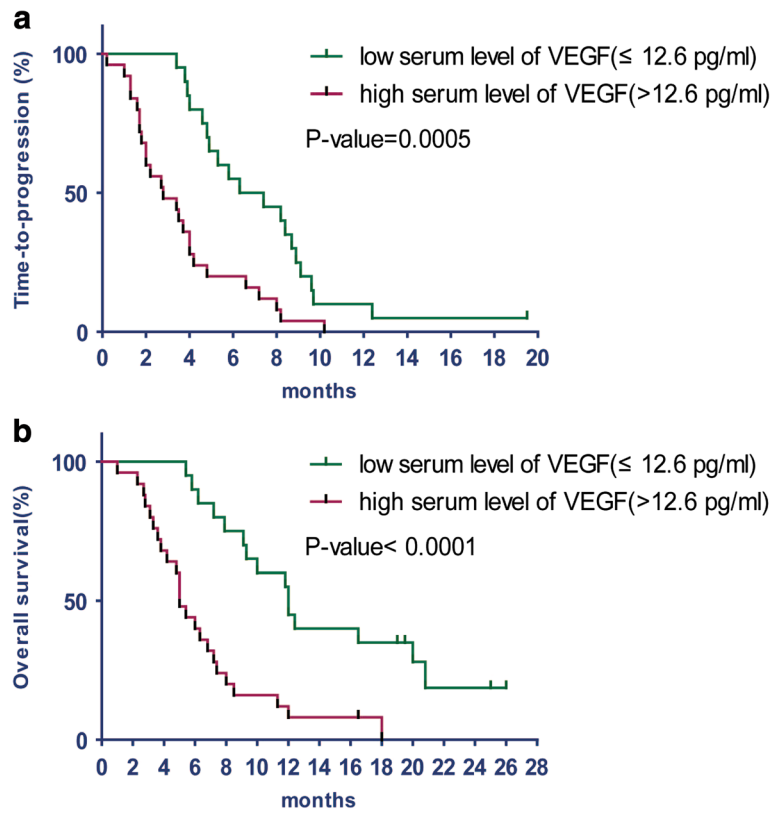 a
Time-to-progression (%)
100
50
0
low serum level of VEGF(≤ 12.6 pg/ml)
high serum level of VEGF(>12.6 pg/ml)
P-value=0.0005
0 2 4 6 8 10 12 14 16 18 20
months
b
Overall survival(%)
100
50
0
low serum level of VEGF(≤ 12.6 pg/ml)
high serum level of VEGF(>12.6 pg/ml)
P-value< 0.0001
0 2 4 6 8 10 12 14 16 18 20 22 24 26 28
months